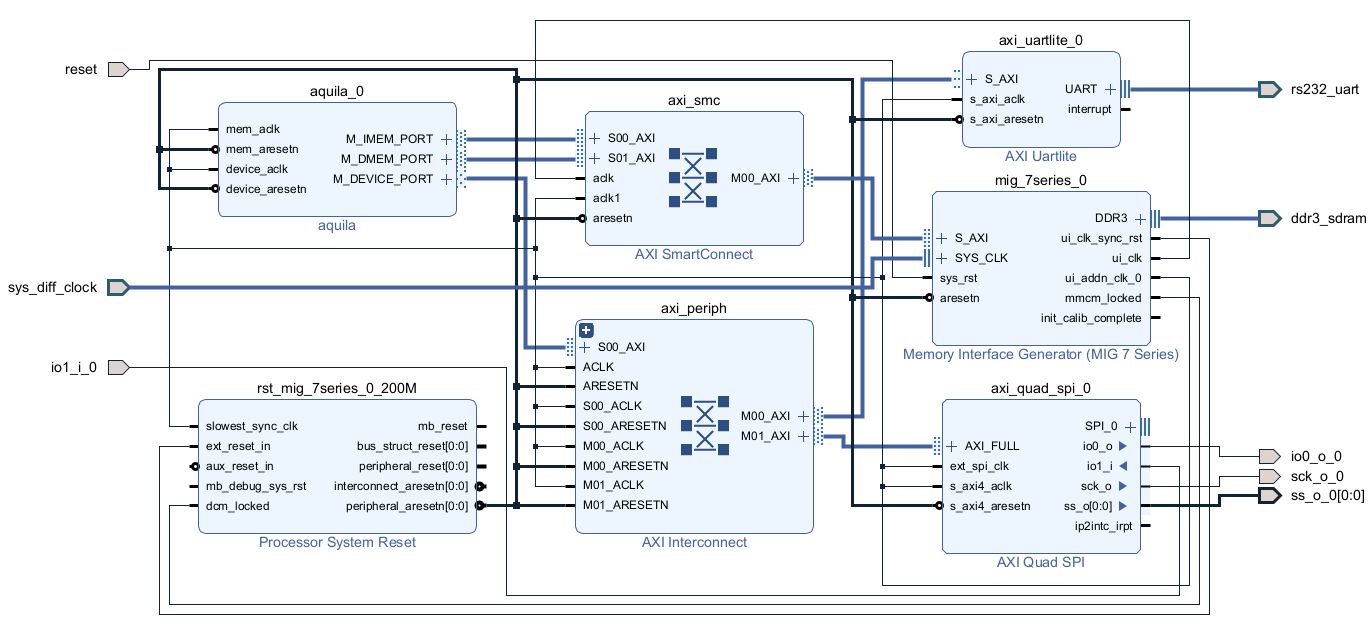 reset
sys_diff_clock
io1_i_0
aquila_0
mem_aclk
mem_aresetn
device_aclk
device_aresetn
M_IMEM_PORT
M_DMEM_PORT
M_DEVICE_PORT
aquila
rst_mig_7series_0_200M
slowest_sync_clk
ext_reset_in
aux_reset_in
mb_debug_sys_rst
dcm_locked
mb_reset
bus_struct_reset[0:0]
peripheral_reset[0:0]
interconnect_aresetn[0:0]
peripheral_aresetn[0:0]
Processor System Reset
axi_smc
S00_AXI
S01_AXI
aclk
aclk1
aresetn
M00_AXI
AXI SmartConnect
axi_periph
S00_AXI
ACLK
ARESETN
S00_ACLK
S00_ARESETN
M00_ACLK
M00_ARESETN
M01_ACLK
M01_ARESETN
M00_AXI
M01_AXI
AXI Interconnect
axi_uartlite_0
S_AXI
s_axi_aclk
s_axi_aresetn
UART
interrupt
AXI Uartlite
mig_7series_0
S_AXI
SYS_CLK
sys_rst
aresetn
DDR3
ui_clk_sync_rst
ui_clk
ui_addn_clk_0
mmcm_locked
init_calib_complete
Memory Interface Generator (MIG 7 Series)
axi_quad_spi_0
AXI_FULL
ext_spi_clk
s_axi4_aclk
s_axi4_aresetn
SPI_0
io0_o
io1_i
sck_o
ss_o[0:0]
ip2intc_irpt
AXI Quad SPI
rs232_uart
ddr3_sdram
io0_o_0
sck_o_0
ss_o_0[0:0]